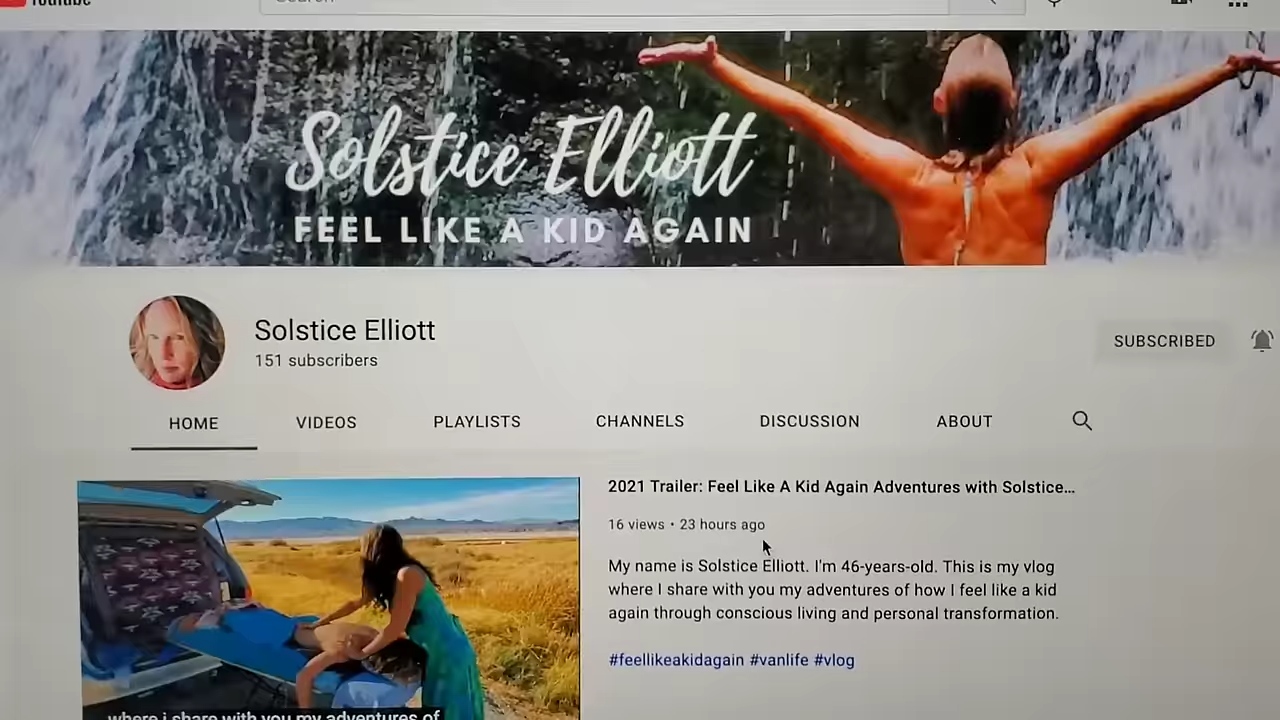 YouTube
Search
Solstice Elliott
FEEL LIKE A KID AGAIN
Solstice Elliott
151 subscribers
SUBSCRIBED
HOME
VIDEOS
PLAYLISTS
CHANNELS
DISCUSSION
ABOUT
2021 Trailer: Feel Like A Kid Again Adventures with Solstice…
16 views • 23 hours ago
My name is Solstice Elliott. I'm 46-years-old. This is my vlog
where I share with you my adventures of how I feel like a kid
again through conscious living and personal transformation.
#feellikeakidagain #vanlife #vlog
where i share with you my adventures of